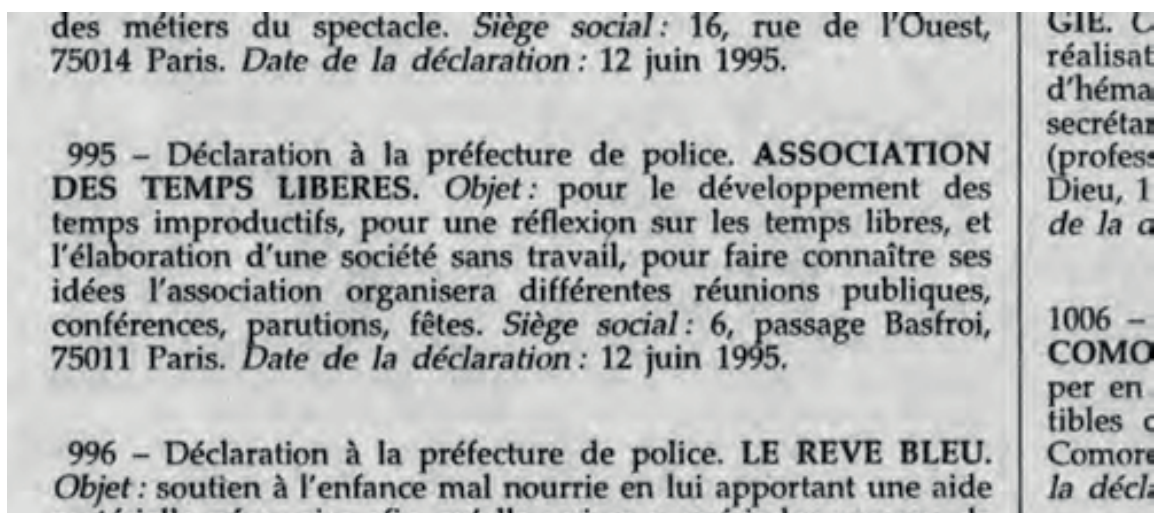 des métiers du spectacle. Siège social : 16, rue de l'Ouest,
75014 Paris. Date de la déclaration : 12 juin 1995.
995 – Déclaration à la préfecture de police. ASSOCIATION
DES TEMPS LIBERES. Objet : pour le développement des
temps improductifs, pour une réflexion sur les temps libres, et
l'élaboration d'une société sans travail, pour faire connaître ses
idées l'association organisera différentes réunions publiques,
conférences, parutions, fêtes. Siège social : 6, passage Basfroi,
75011 Paris. Date de la déclaration : 12 juin 1995.
996 – Déclaration à la préfecture de police. LE REVE BLEU.
Objet : soutien à l'enfance mal nourrie en lui apportant une aide
GIE.
réalisat
d'héma
secrétar
(profess
Dieu, 1
de la
1006 –
COMO
per en
tibles
Comore
la décla